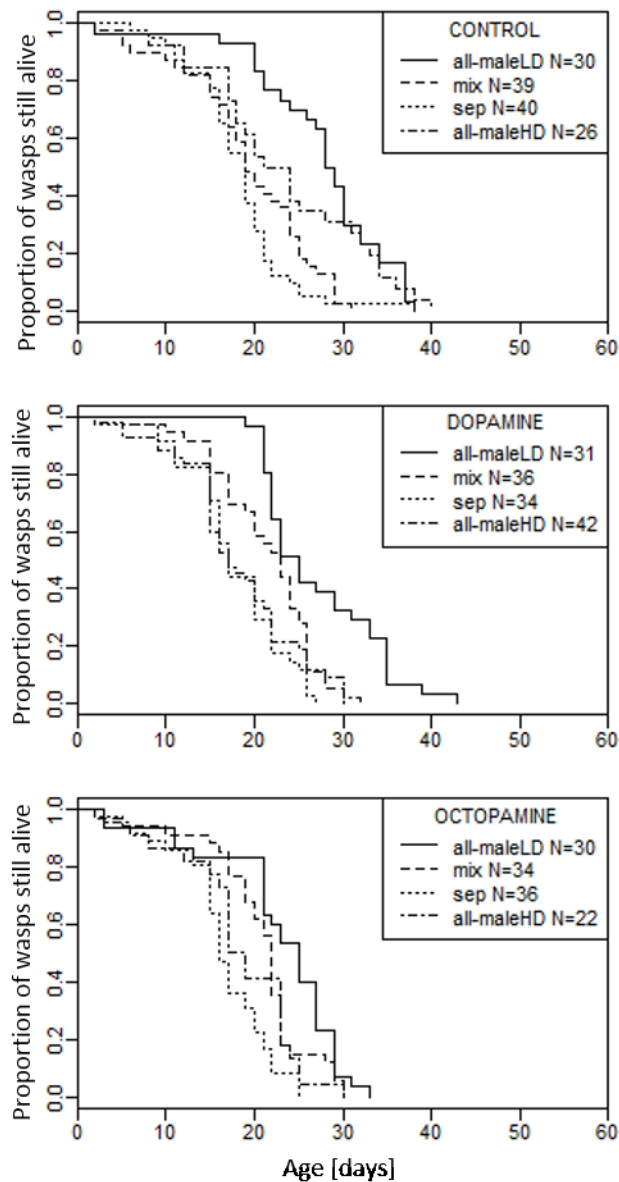 Proportion of wasps still alive
1.0
0.8
0.6
0.4
0.2
0.0
CONTROL
all-maleLD N=30
mix N=39
sep N=40
all-maleHD N=26
0 10 20 30 40 50 60
Proportion of wasps still alive
1.0
0.8
0.6
0.4
0.2
0.0
DOPAMINE
all-maleLD N=31
mix N=36
sep N=34
all-maleHD N=42
0 10 20 30 40 50 60
Proportion of wasps still alive
1.0
0.8
0.6
0.4
0.2
0.0
OCTOPAMINE
all-maleLD N=30
mix N=34
sep N=36
all-maleHD N=22
0 10 20 30 40 50 60
Age [days]